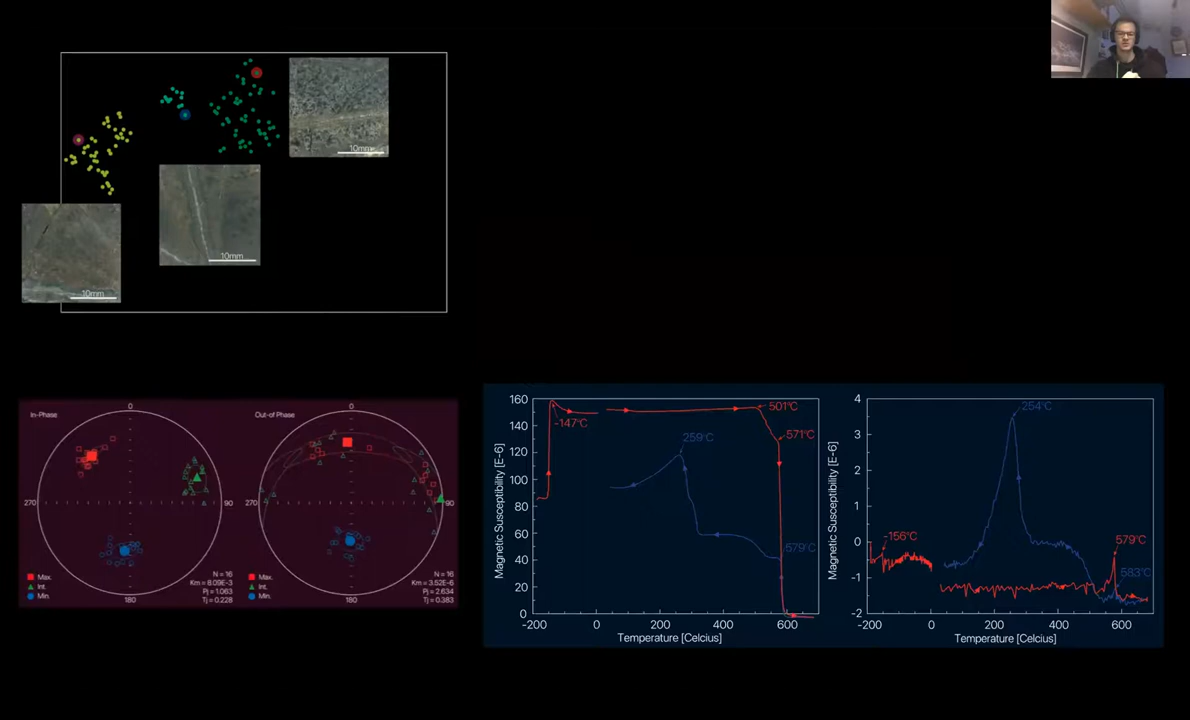 10mm
10mm
10mm
In-Phase
0
270
90
180
Max.
Int.
Min.
N = 16
Km = 8.09E-3
Pj = 1.063
Tj = 0.228
Out-of Phase
0
270
90
180
Max.
Int.
Min.
N = 16
Km = 3.52E-6
Pj = 2.634
Tj = 0.383
Magnetic Susceptibility [E-6]
160
140
120
100
80
60
40
20
0
-200
0
200
400
600
Temperature [Celcius]
-147°C
259°C
501°C
571°C
579°C
Magnetic Susceptibility [E-6]
4
3
2
1
0
-1
-2
-200
0
200
400
600
Temperature [Celcius]
-156°C
254°C
579°C
583°C